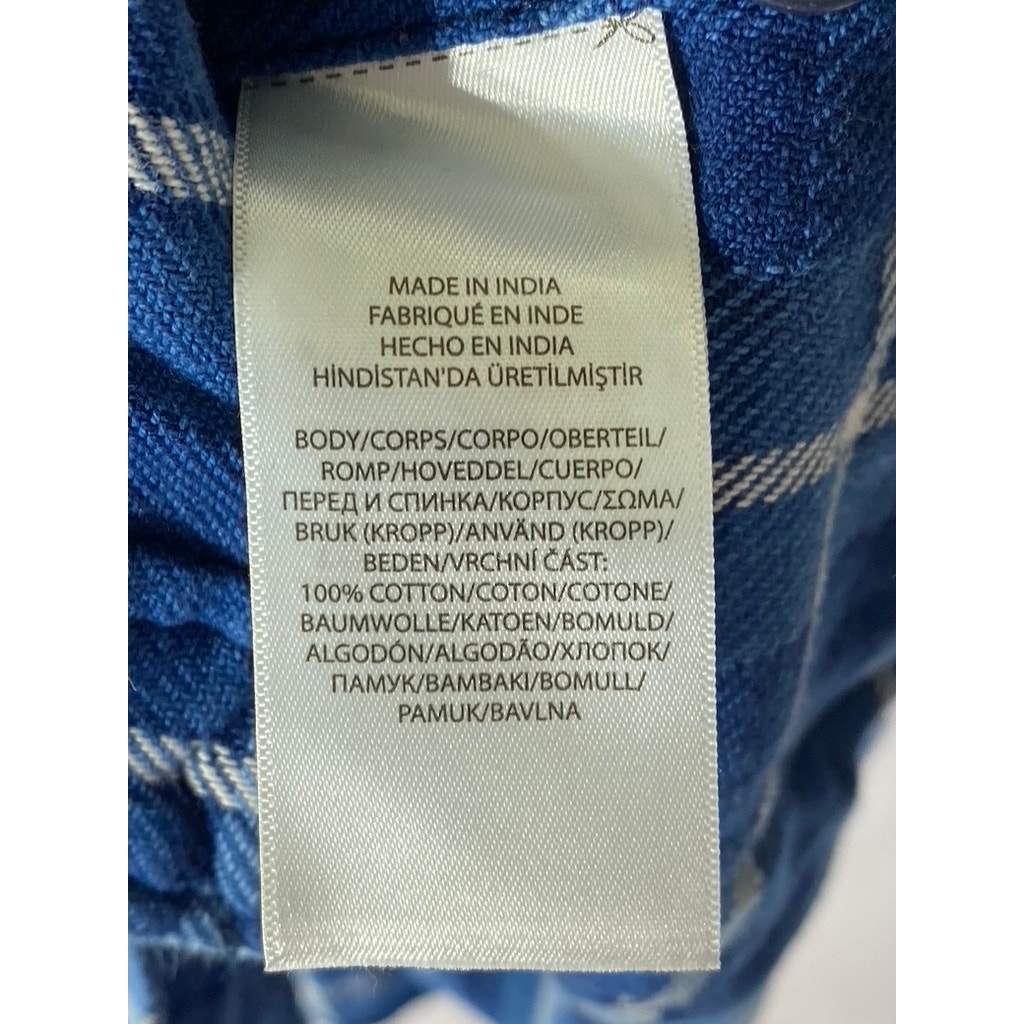 MADE IN INDIA
FABRIQUÉ EN INDE
HECHO EN INDIA
HİNDİSTAN'DA ÜRETİLMİŞTİR
BODY/CORPS/CORPO/OBERTEIL/
ROMP/HOVEDDEL/CUERPO/
ПЕРЕД И СПИНКА/КОРПУС/ΣΩΜΑ/
BRUK (KROPP)/ANVÄND (KROPP)/
BEDEN/VRCHNÍ ČÁST:
100% COTTON/COTON/COTONE/
BAUMWOLLE/KATOEN/BOMULD/
ALGODÓN/ALGODÃO/ХЛОПОК/
ПАМУК/ΒΑΜΒΑΚΙ/BOMULL/
PAMUK/BAVLNA